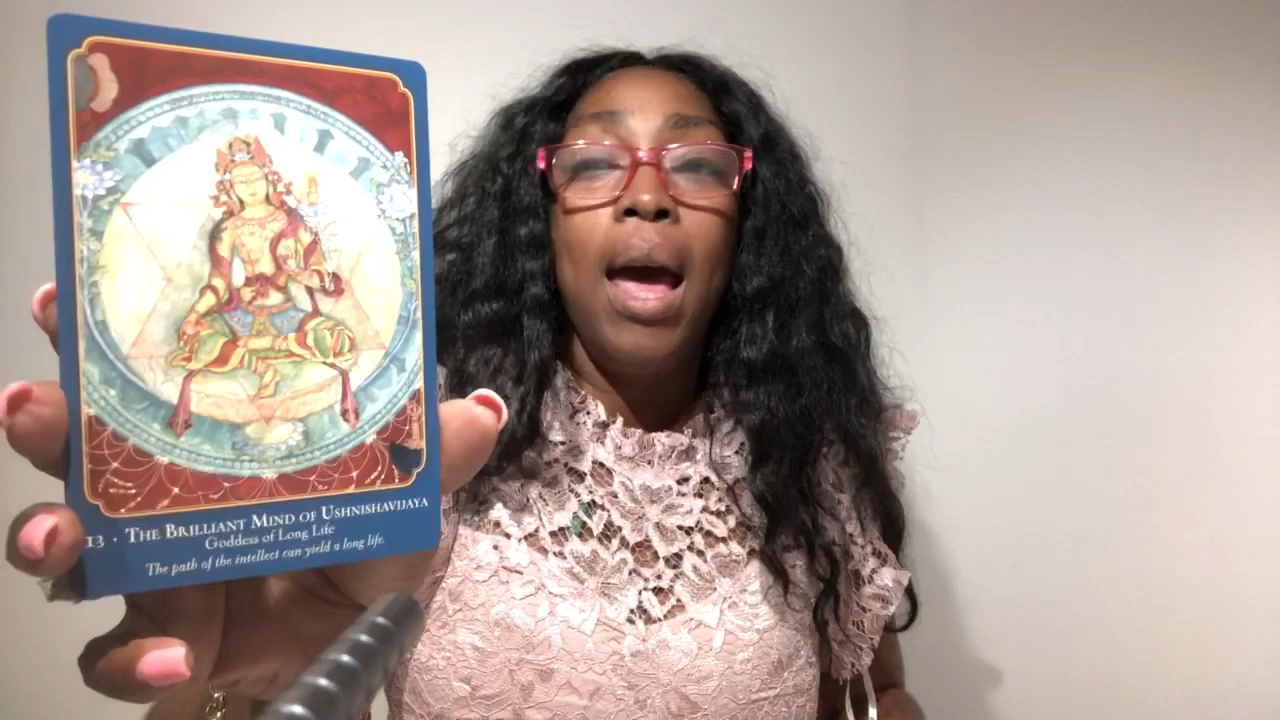 13 · The Brilliant Mind of Ushnishavijaya
Goddess of Long Life
The path of the intellect can yield a long life.